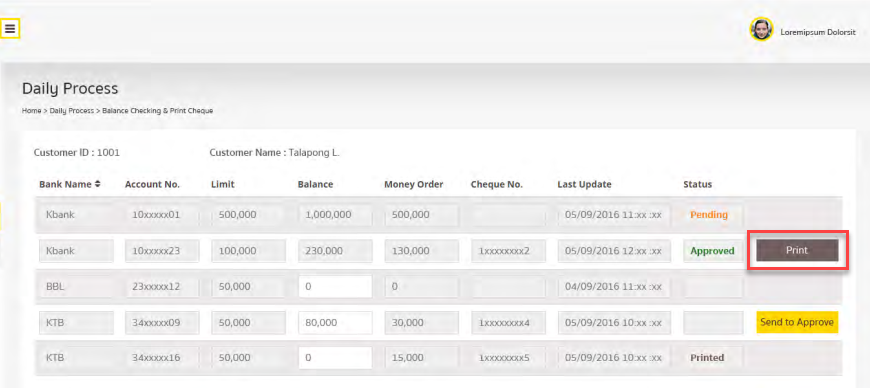 Loremipsum Dolorsit
Daily Process
Home > Daily Process > Balance Checking & Print Cheque
Customer ID : 1001 Customer Name : Talapong L.
Bank Name Account No. Limit Balance Money Order Cheque No. Last Update Status
Kbank 10xxxxx01 500,000 1,000,000 500,000 05/09/2016 11:xx :xx Pending
Kbank 10xxxxx23 100,000 230,000 130,000 1xxxxxxxx2 05/09/2016 12:xx :xx Approved Print
BBL 23xxxxx12 50,000 0 0 04/09/2016 11:xx :xx
KTB 34xxxxx09 50,000 80,000 30,000 1xxxxxxxx4 05/09/2016 10:xx :xx Send to Approve
KTB 34xxxxx16 50,000 0 15,000 1xxxxxxxx5 05/09/2016 10:xx :xx Printed